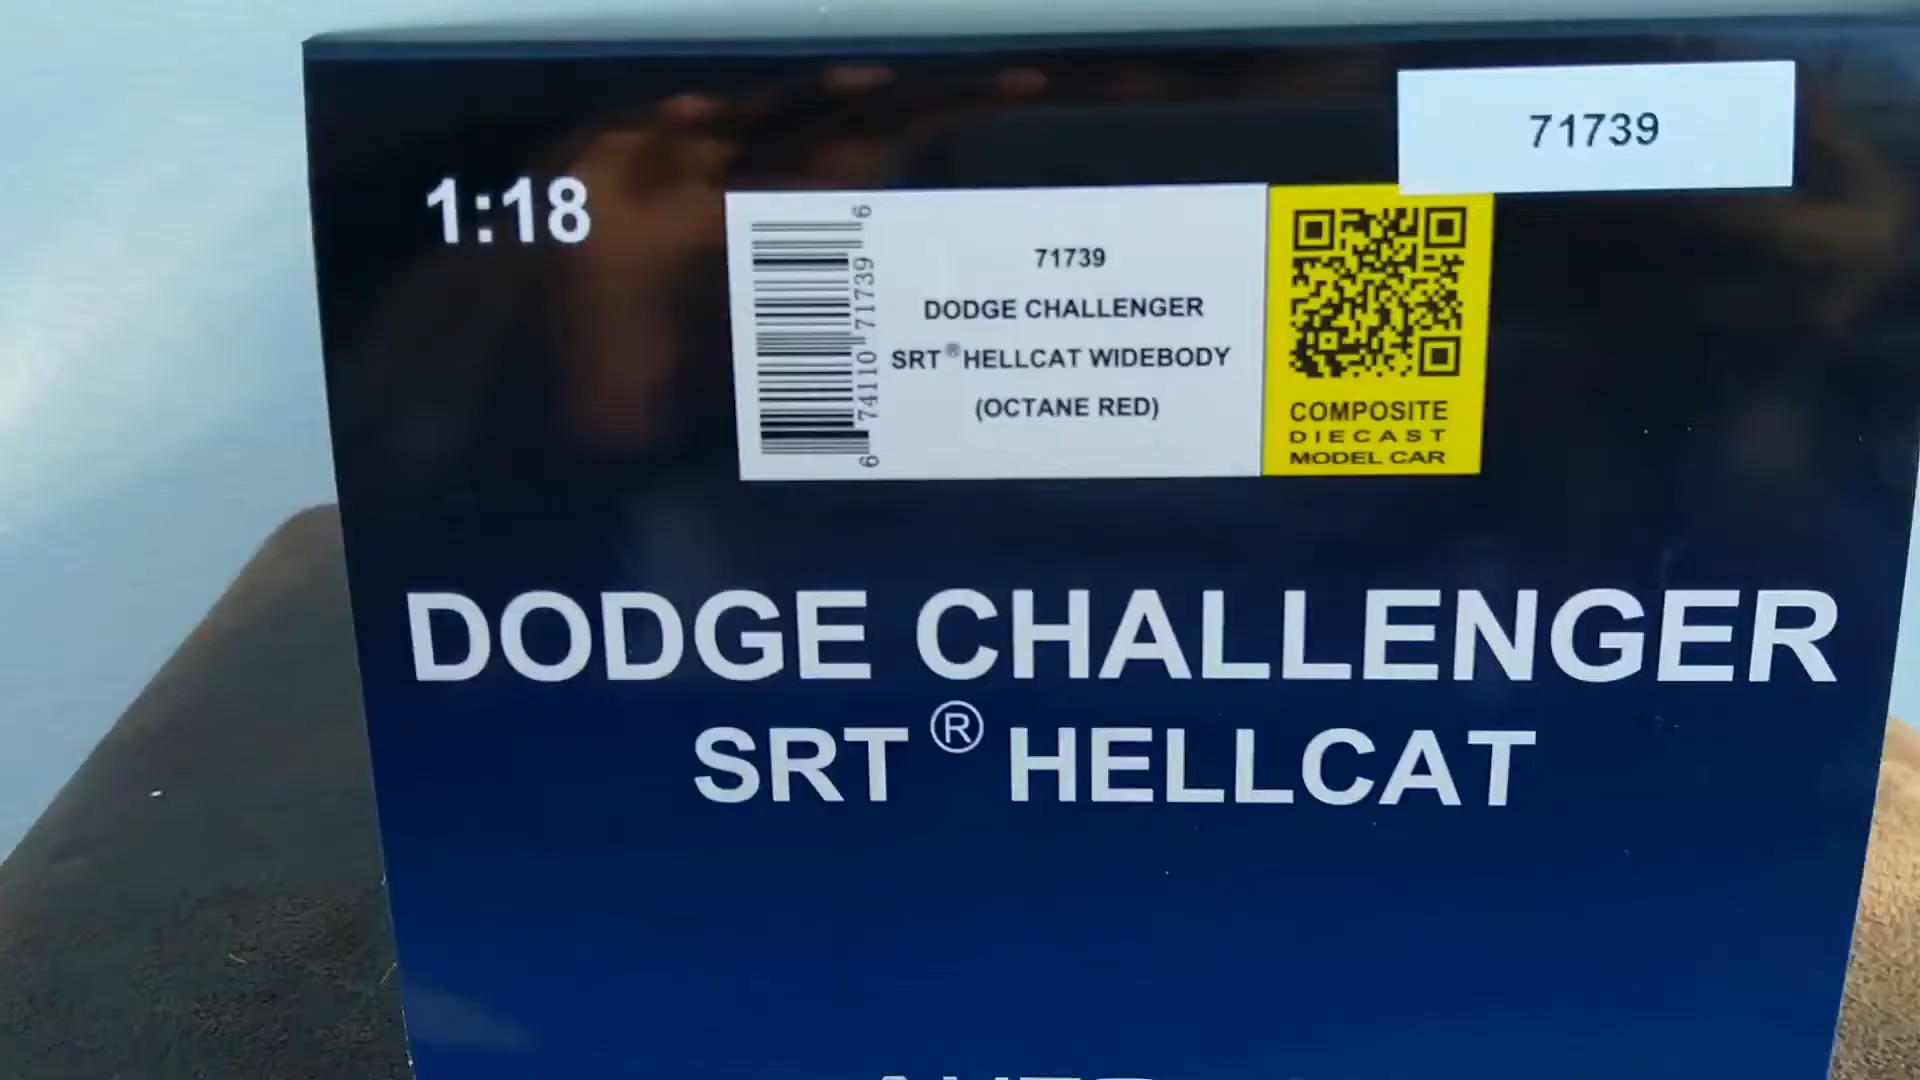 71739
1:18
6 74110 71739 6
71739
DODGE CHALLENGER
SRT® HELLCAT WIDEBODY
(OCTANE RED)
COMPOSITE
DIECAST
MODEL CAR
DODGE CHALLENGER
SRT® HELLCAT